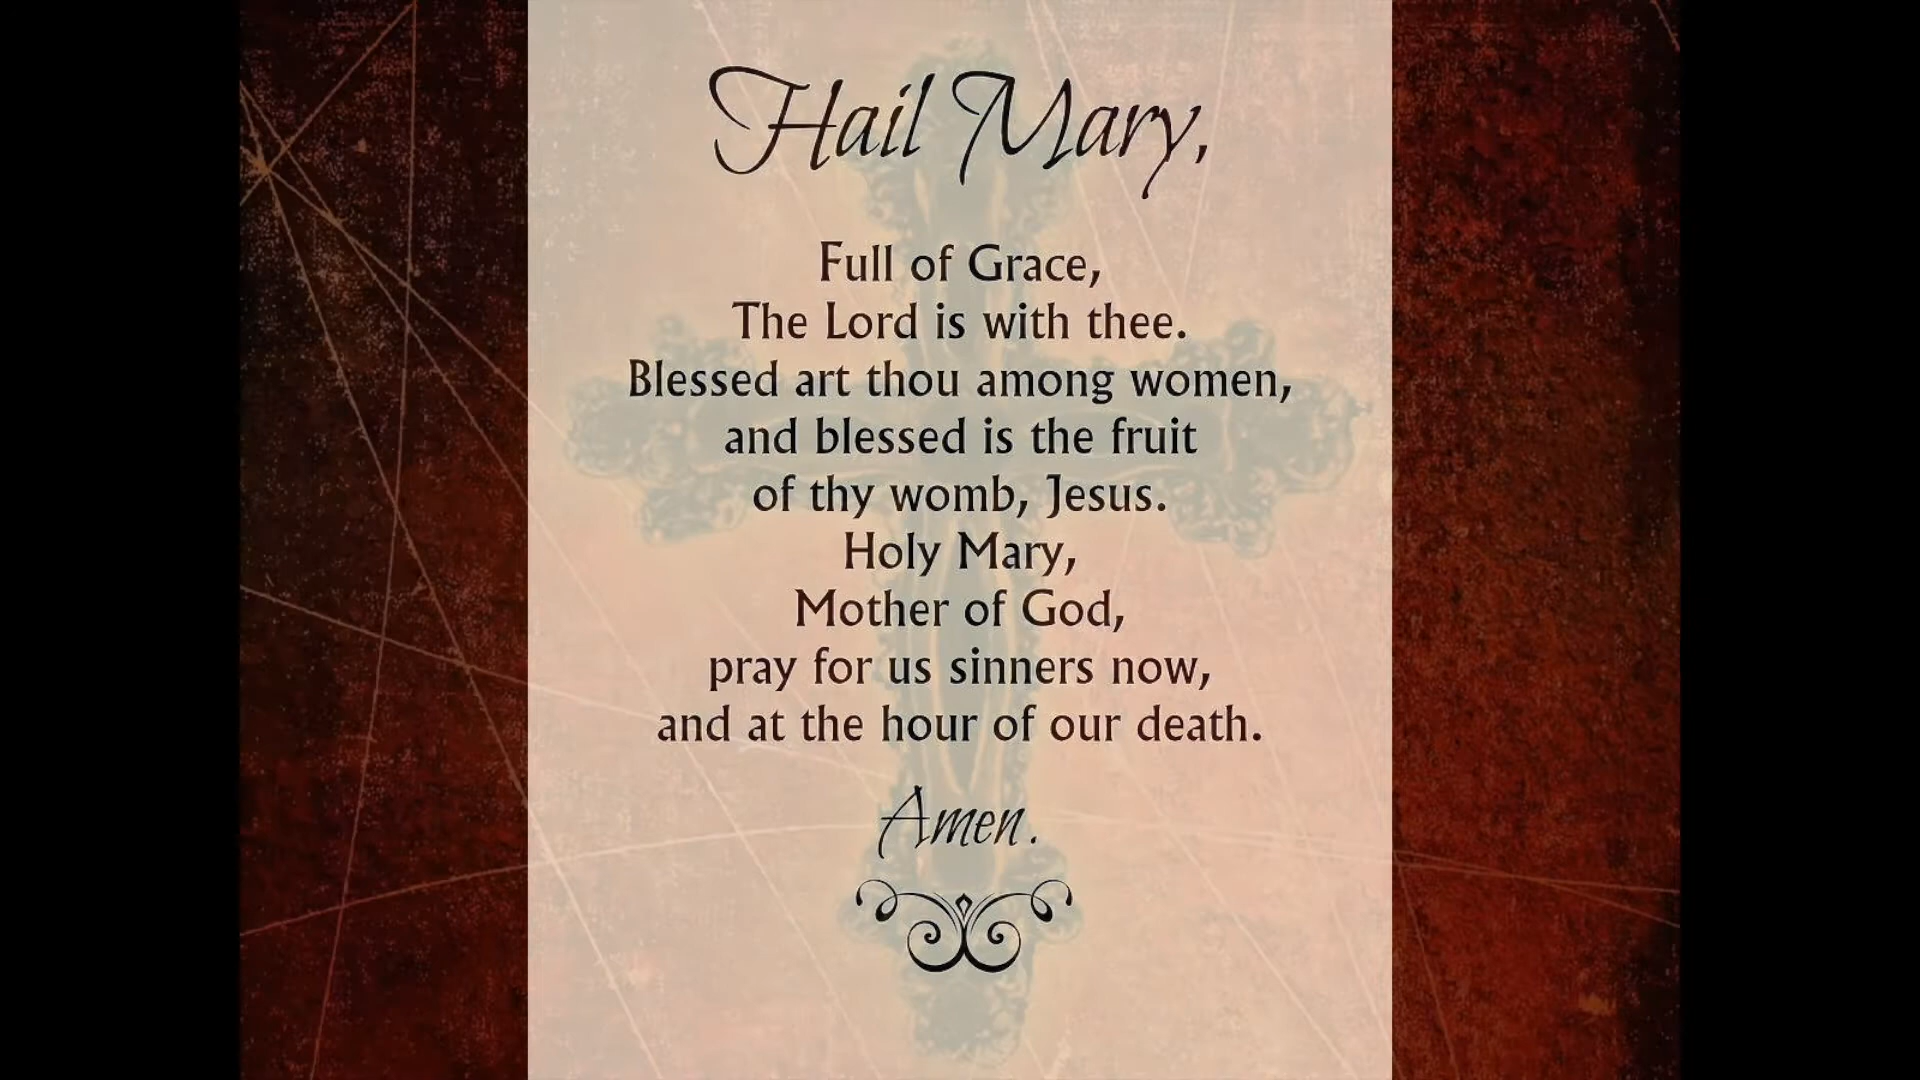 Hail Mary,
Full of Grace,
The Lord is with thee.
Blessed art thou among women,
and blessed is the fruit
of thy womb, Jesus.
Holy Mary,
Mother of God,
pray for us sinners now,
and at the hour of our death.
Amen.